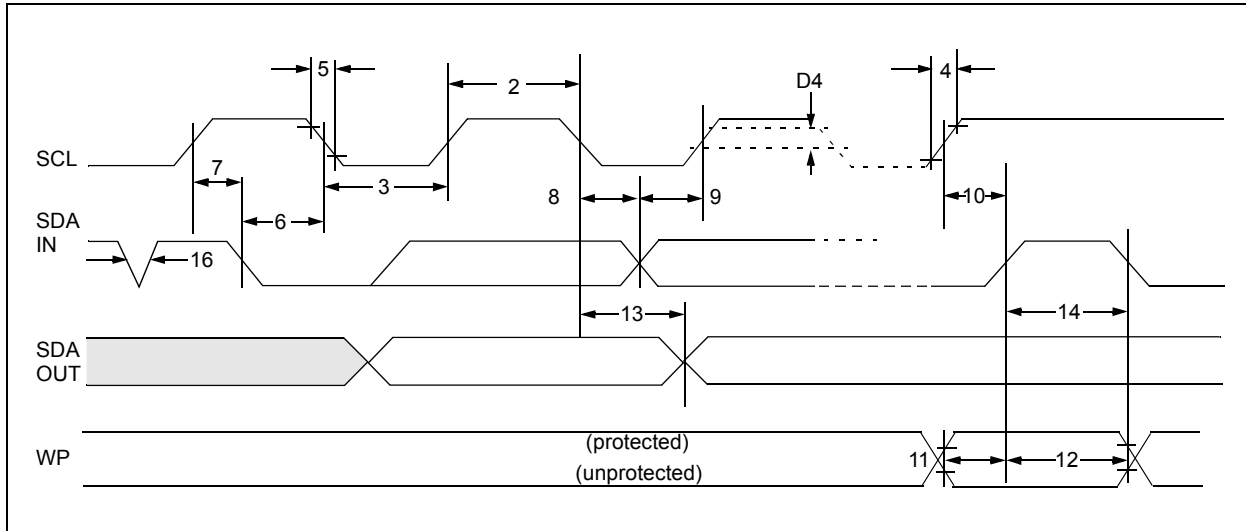 5
2
D4
4
SCL
7
3
8
9
10
6
SDA
IN
16
13
14
SDA
OUT
(protected)
WP
11
12
(unprotected)